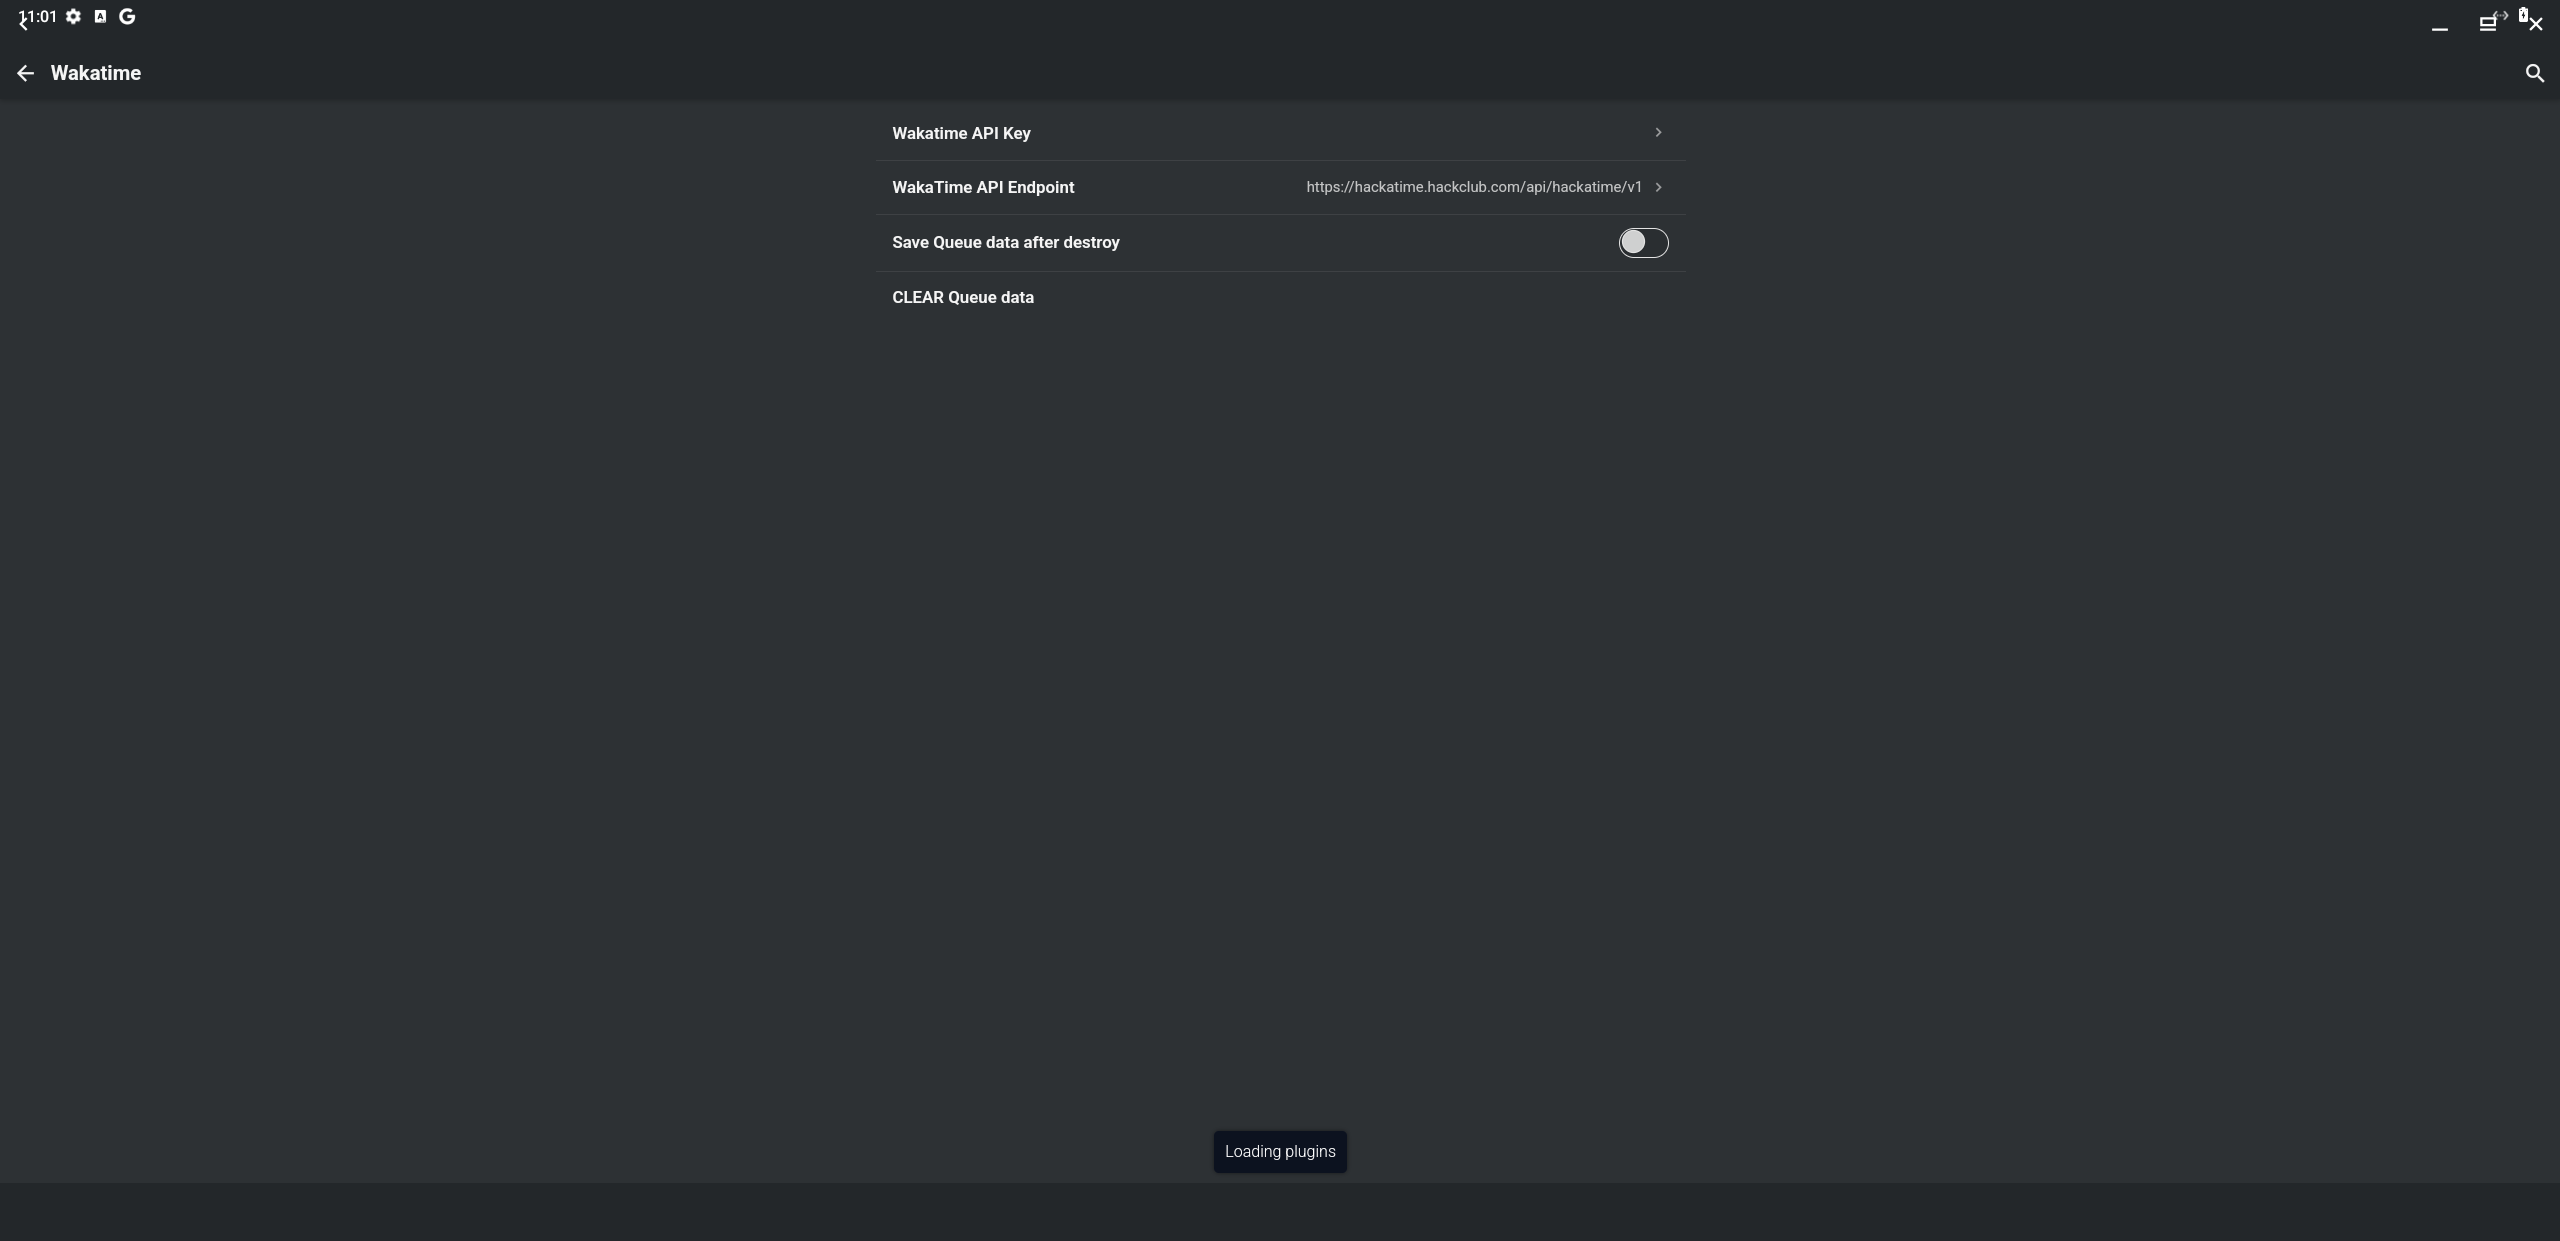 11:01
Wakatime
Wakatime API Key
WakaTime API Endpoint https://hackatime.hackclub.com/api/hackatime/v1
Save Queue data after destroy
CLEAR Queue data
Loading plugins